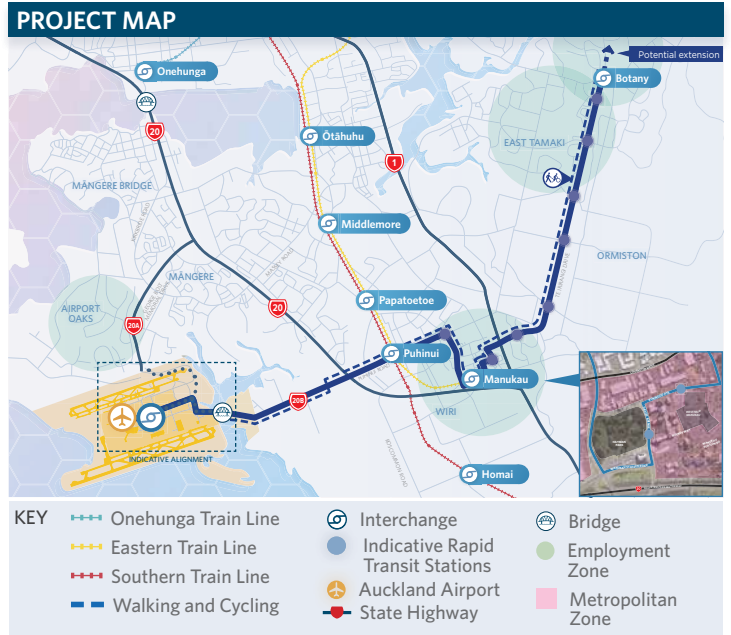 PROJECT MAP
Potential extension
Onehunga
Botany
20
Ōtāhuhu
EAST TAMAKI
1
MĀNGERE BRIDGE
Middlemore
ORMISTON
MĀNGERE
Papatoetoe
20
AIRPORT
OAKS
20A
Puhinui
Manukau
20B
WIRI
INDICATIVE ALIGNMENT
Homai
KEY
Onehunga Train Line
Eastern Train Line
Southern Train Line
Walking and Cycling
Interchange
Indicative Rapid
Transit Stations
Auckland Airport
State Highway
Bridge
Employment
Zone
Metropolitan
Zone